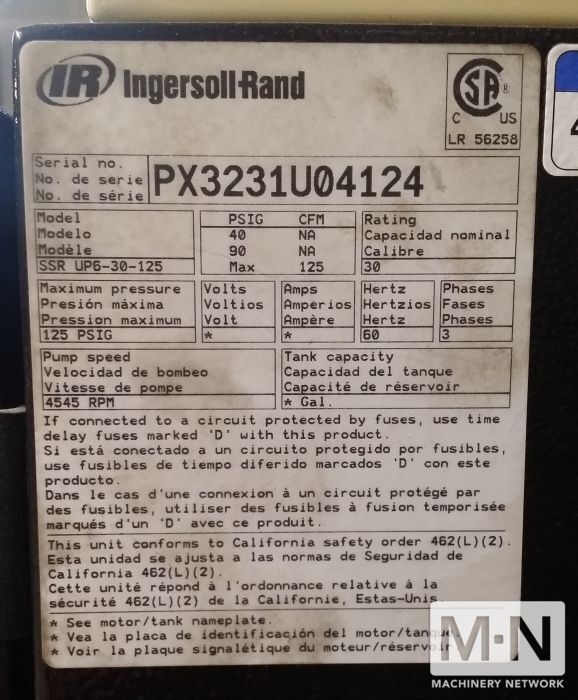 IR Ingersoll-Rand
CSA ®
C US
LR 56258
Serial no.
No. de serie
No. de série
PX3231U04124
Model
Modelo
Modèle
SSR UP6-30-125
PSIG CFM
40 NA
90 NA
Max 125
Rating
Capacidad nominal
Calibre
30
Maximum pressure
Presión máxima
Pression maximum
125 PSIG
Volts
Voltios
Volt
*
Amps
Amperios
Ampère
*
Hertz
Hertzios
Hertz
60
Phases
Fases
Phases
3
Pump speed
Velocidad de bombeo
Vitesse de pompe
4545 RPM
Tank capacity
Capacidad del tanque
Capacité de réservoir
* Gal.
If connected to a circuit protected by fuses, use time
delay fuses marked 'D' with this product.
Si está conectado a un circuito protegido por fusibles,
use fusibles de tiempo diferido marcados 'D' con este
producto.
Dans le cas d'une connexion à un circuit protégé par
des fusibles, utiliser des fusibles à fusion temporisée
marqués d'un 'D' avec ce produit.
This unit conforms to California safety order 462(L)(2).
Esta unidad se ajusta a las normas de Seguridad de
California 462(L)(2).
Cette unité répond à l'ordonnance relative à la
sécurité 462(L)(2) de la Californie, Estas-Unis.
* See motor/tank nameplate.
* Vea la placa de identificación del motor/tanque
* Voir la plaque signalétique du moteur/réservoir
M·N
MACHINERY NETWORK